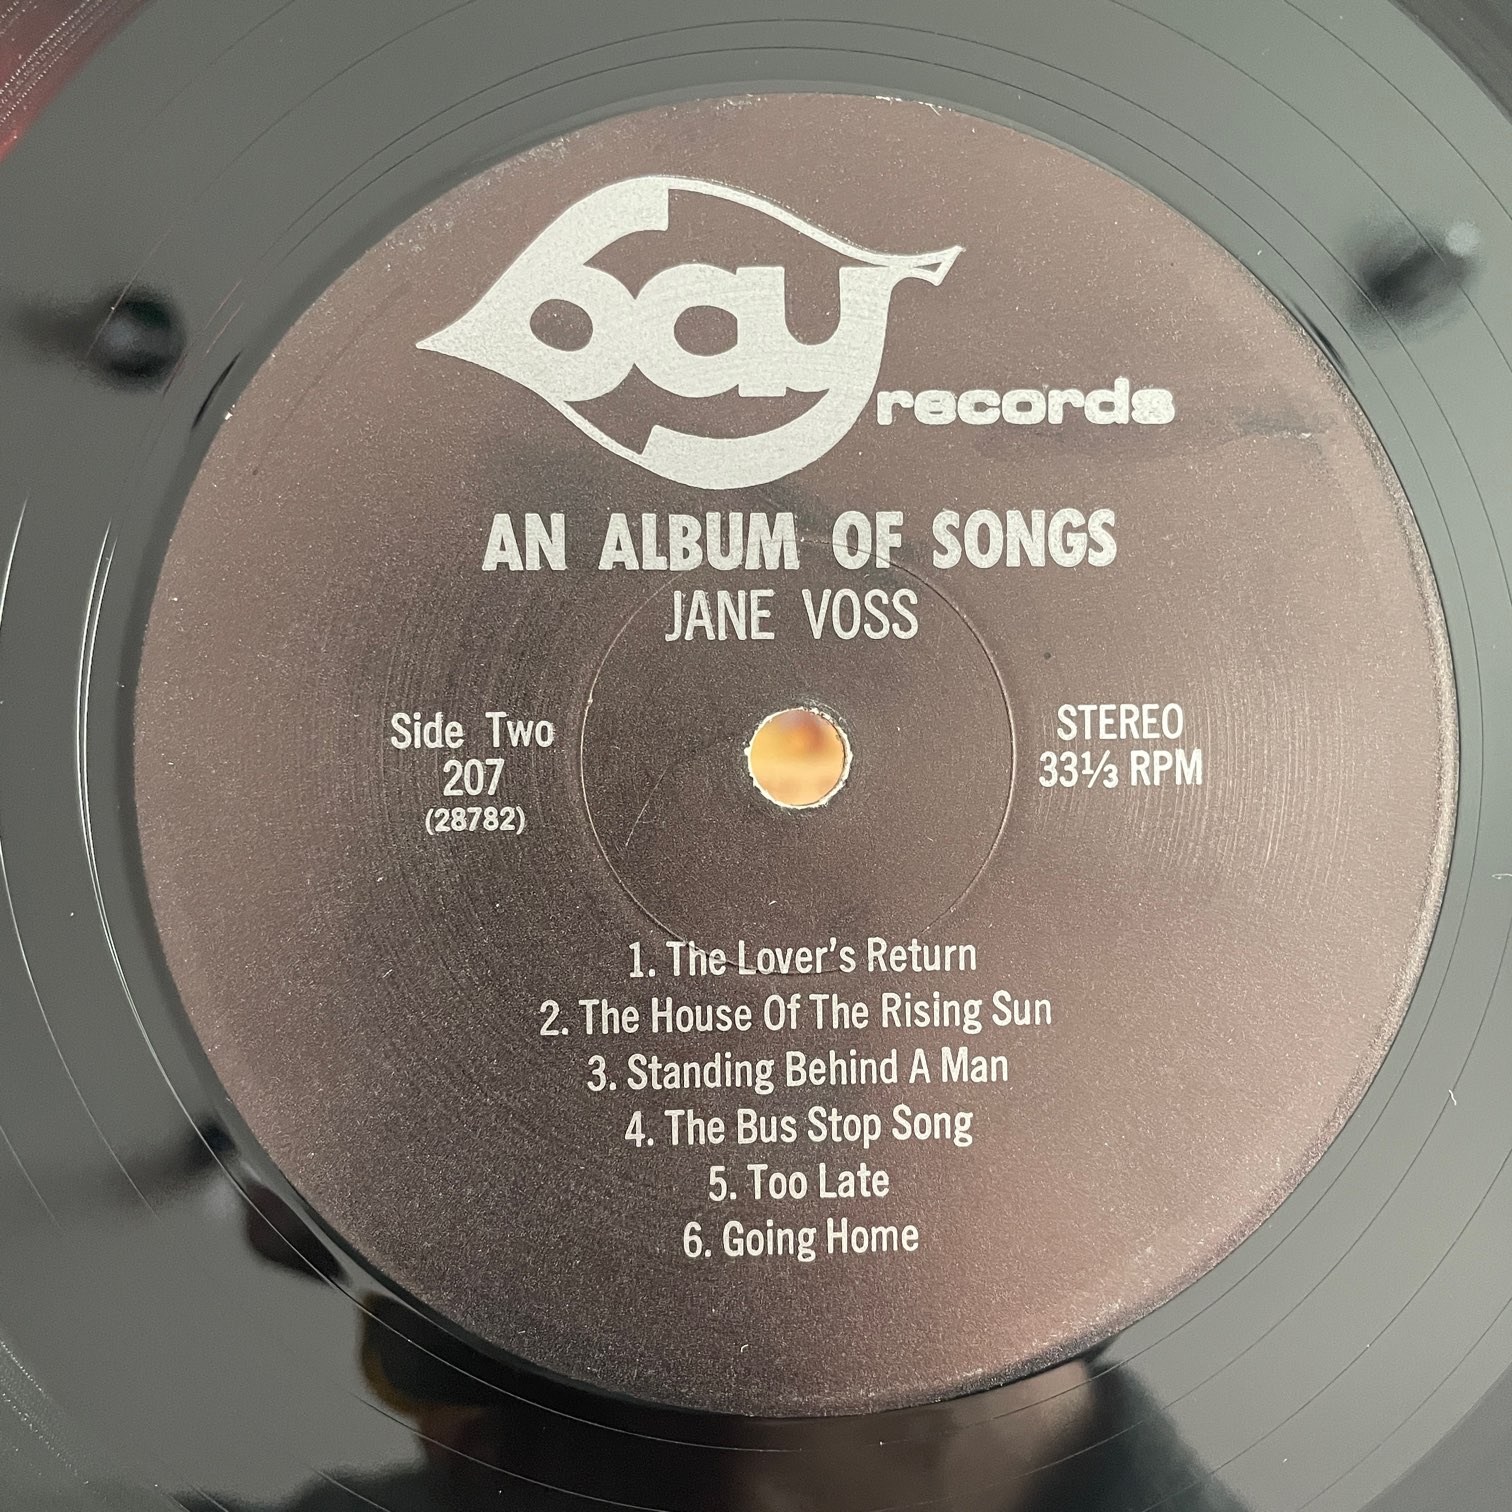 bay
records
AN ALBUM OF SONGS
JANE VOSS
Side Two
207
(28782)
STEREO
33⅓ RPM
1. The Lover's Return
2. The House Of The Rising Sun
3. Standing Behind A Man
4. The Bus Stop Song
5. Too Late
6. Going Home